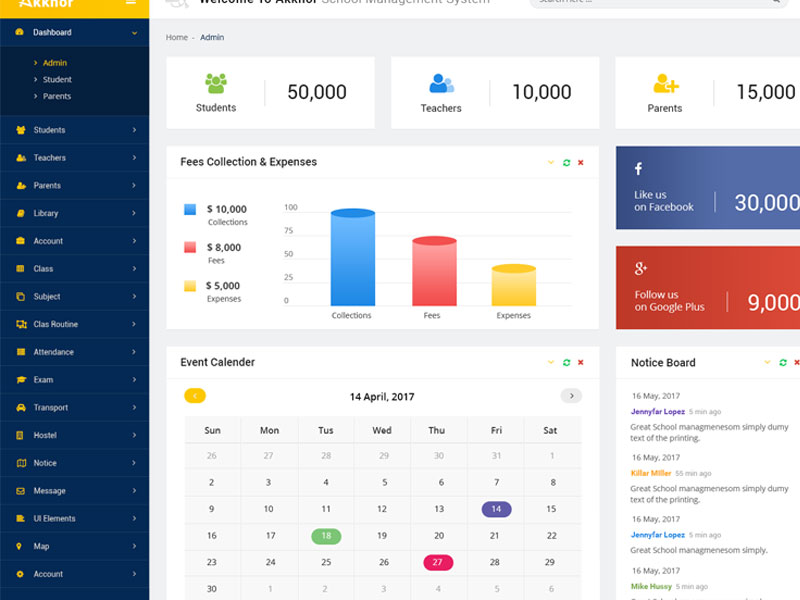 Akkhor
Welcome To Akkhor School Management System
Search Here ...
Dashboard
Admin
Student
Parents
Students
Teachers
Parents
Library
Account
Class
Subject
Clas Routine
Attendance
Exam
Transport
Hostel
Notice
Message
UI Elements
Map
Account
Home - Admin
Students
50,000
Teachers
10,000
Parents
15,000
Fees Collection & Expenses
$ 10,000
Collections
$ 8,000
Fees
$ 5,000
Expenses
100
75
50
25
0
Collections Fees Expenses
f
Like us
on Facebook
30,000
g+
Follow us
on Google Plus
9,000
Event Calender
14 April, 2017
Sun Mon Tus Wed Thu Fri Sat
26 27 28 29 30 31 1
2 3 4 5 6 7 8
9 10 11 12 13 14 15
16 17 18 19 20 21 22
23 24 25 26 27 28 29
30 1 2 3 4 5 6
Notice Board
16 May, 2017
Jennyfar Lopez 5 min ago
Great School managmenesom simply dumy
text of the printing.
16 May, 2017
Killar Miller 55 min ago
Great School managmenesom simply dumy
text of the printing.
16 May, 2017
Jennyfar Lopez 5 min ago
Great School managmenesom simply.
16 May, 2017
Mike Hussy 5 min ago